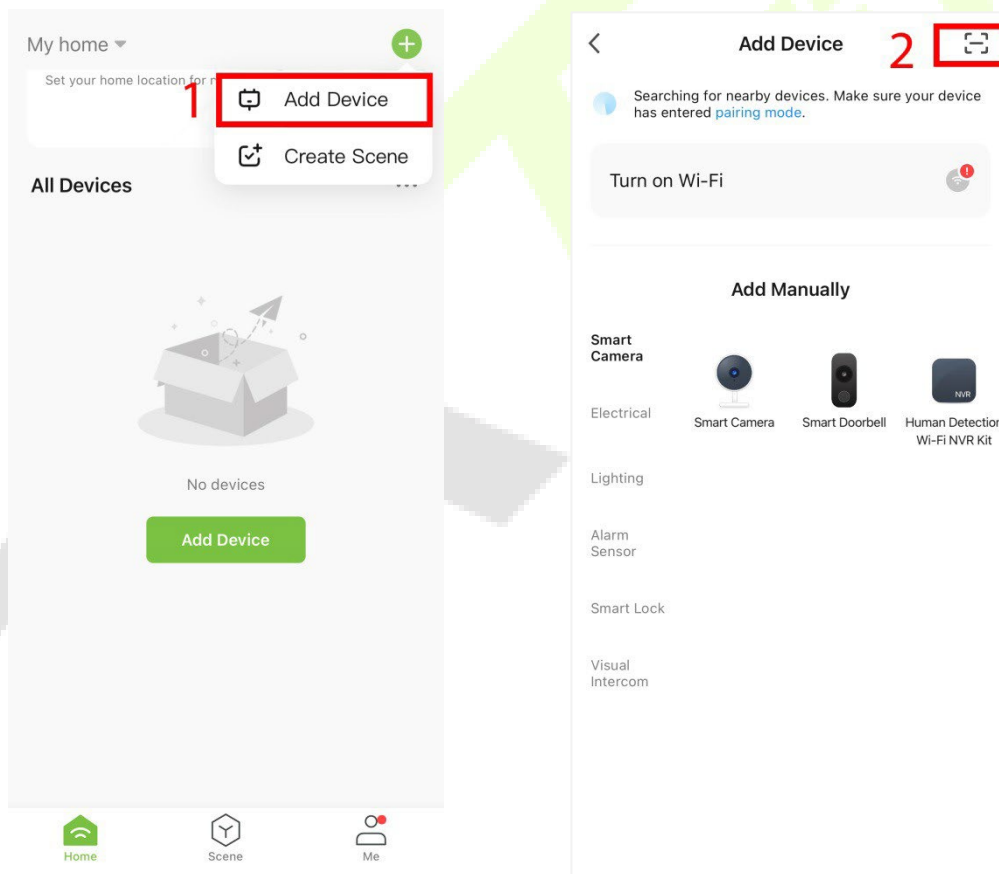 My home
Set your home location for
1
Add Device
Create Scene
All Devices
No devices
Add Device
Home
Scene
Me
Add Device
2
Searching for nearby devices. Make sure your device
has entered pairing mode.
Turn on Wi-Fi
Add Manually
Smart
Camera
Electrical
Lighting
Alarm
Sensor
Smart Lock
Visual
Intercom
Smart Camera
Smart Doorbell
NVR
Human Detection
Wi-Fi NVR Kit